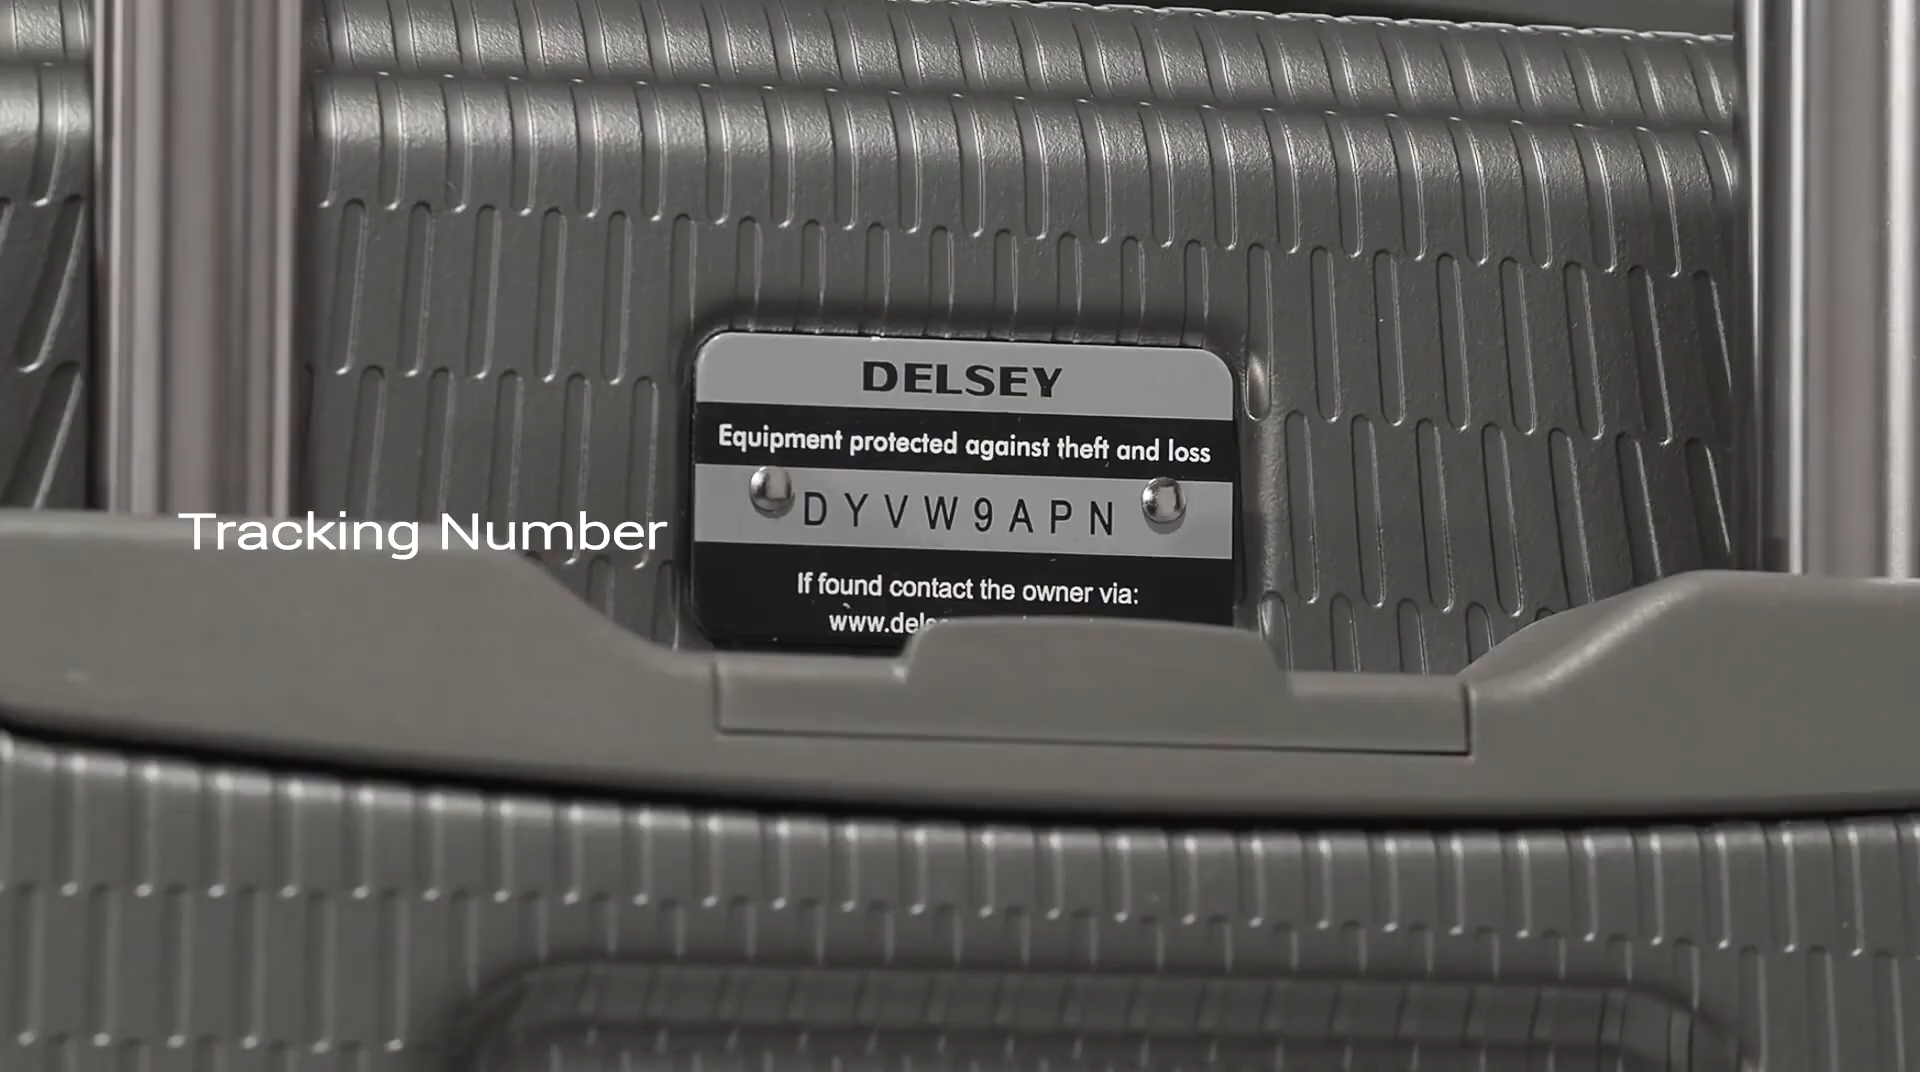 DELSEY
Equipment protected against theft and loss
Tracking Number
DYVW9APN
If found contact the owner via: